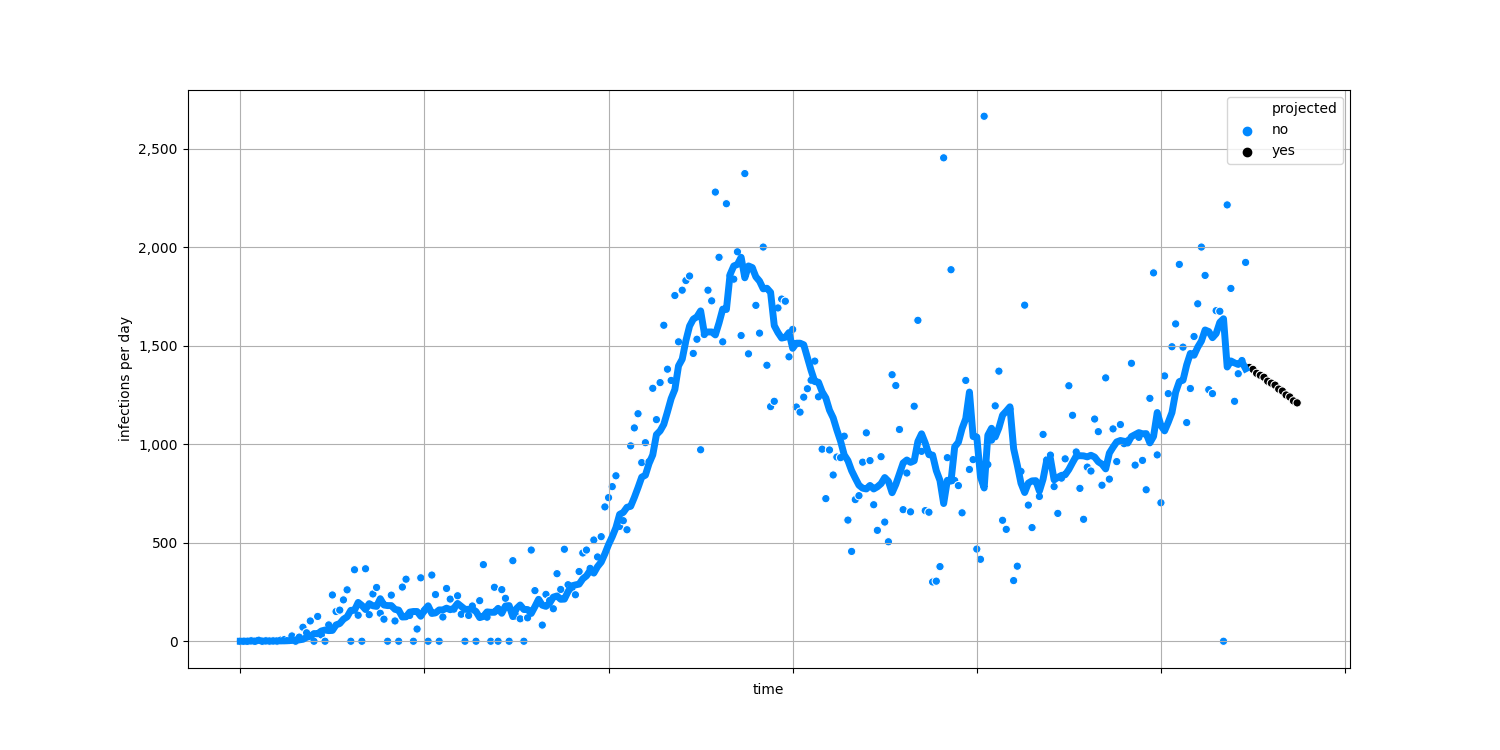 projected
no
yes
2,500
2,000
1,500
1,000
500
0
infections per day
time